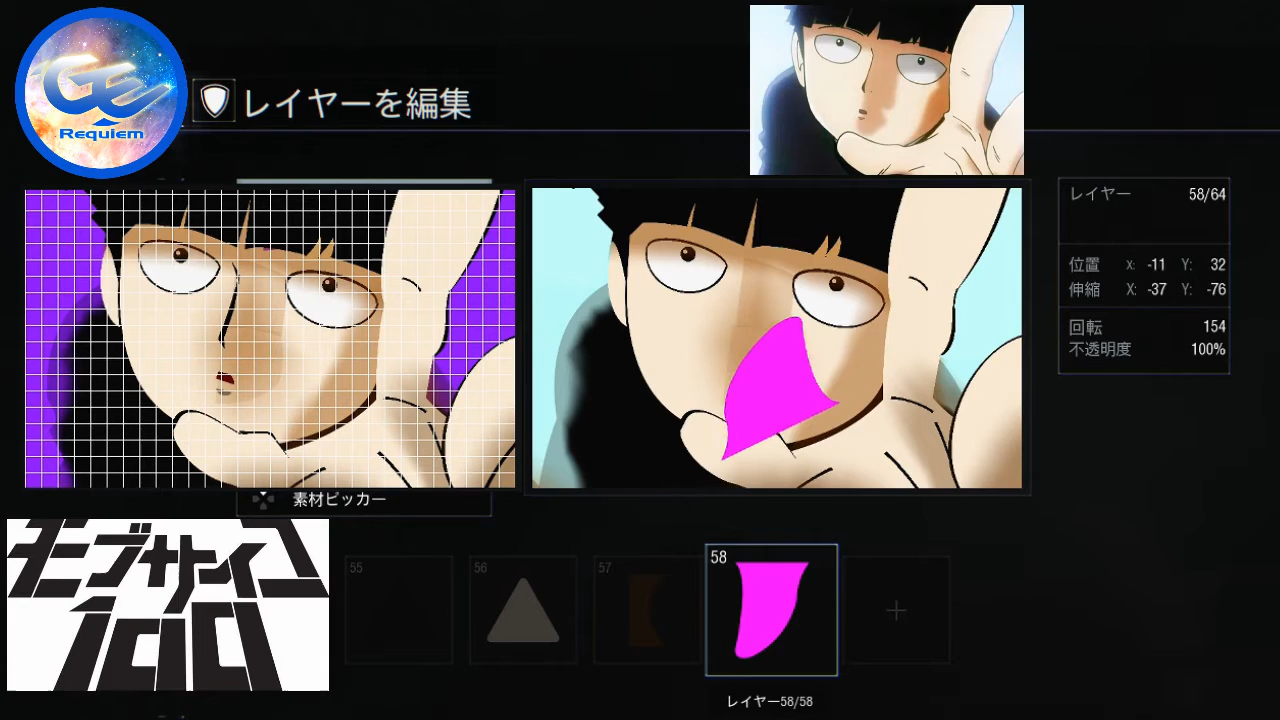 GE
Requiem
レイヤーを編集
レイヤー 58/64
位置 X: -11 Y: 32
伸縮 X: -37 Y: -76
回転 154
不透明度 100%
素材ピッカー
モブサイコ
100
55
56
57
58
レイヤー58/58